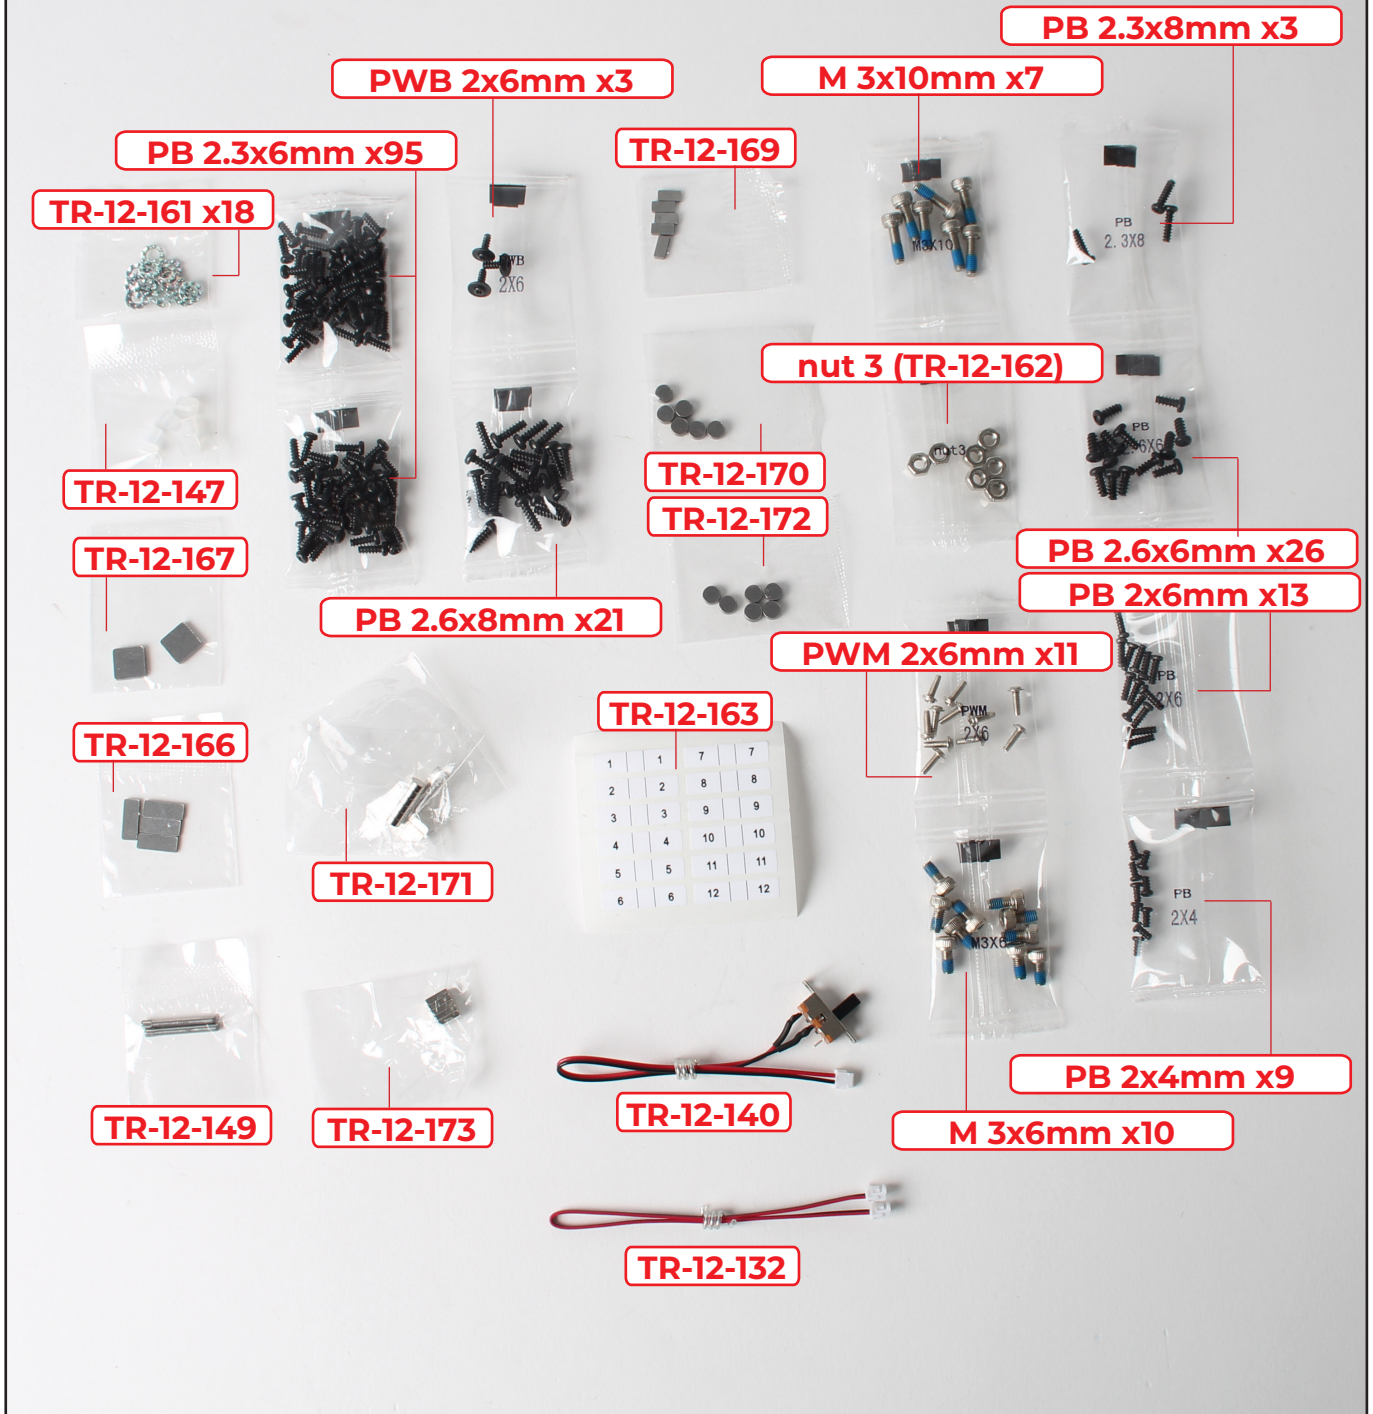 PB 2.3x8mm x3
PWB 2x6mm x3
M 3x10mm x7
PB 2.3x6mm x95
TR-12-169
TR-12-161 x18
PB
2.3X8
M3X10
WB
2X6
nut 3 (TR-12-162)
PB
2.6X6
nut3
TR-12-147
TR-12-170
TR-12-172
TR-12-167
PB 2.6x6mm x26
PB 2x6mm x13
PB 2.6x8mm x21
PWM 2x6mm x11
PB
2X6
PWM
2X6
TR-12-163
TR-12-166
1 1 7 7
2 2 8 8
3 3 9 9
4 4 10 10
5 5 11 11
6 6 12 12
TR-12-171
PB
2X4
M3X6
PB 2x4mm x9
TR-12-149
TR-12-173
TR-12-140
M 3x6mm x10
TR-12-132